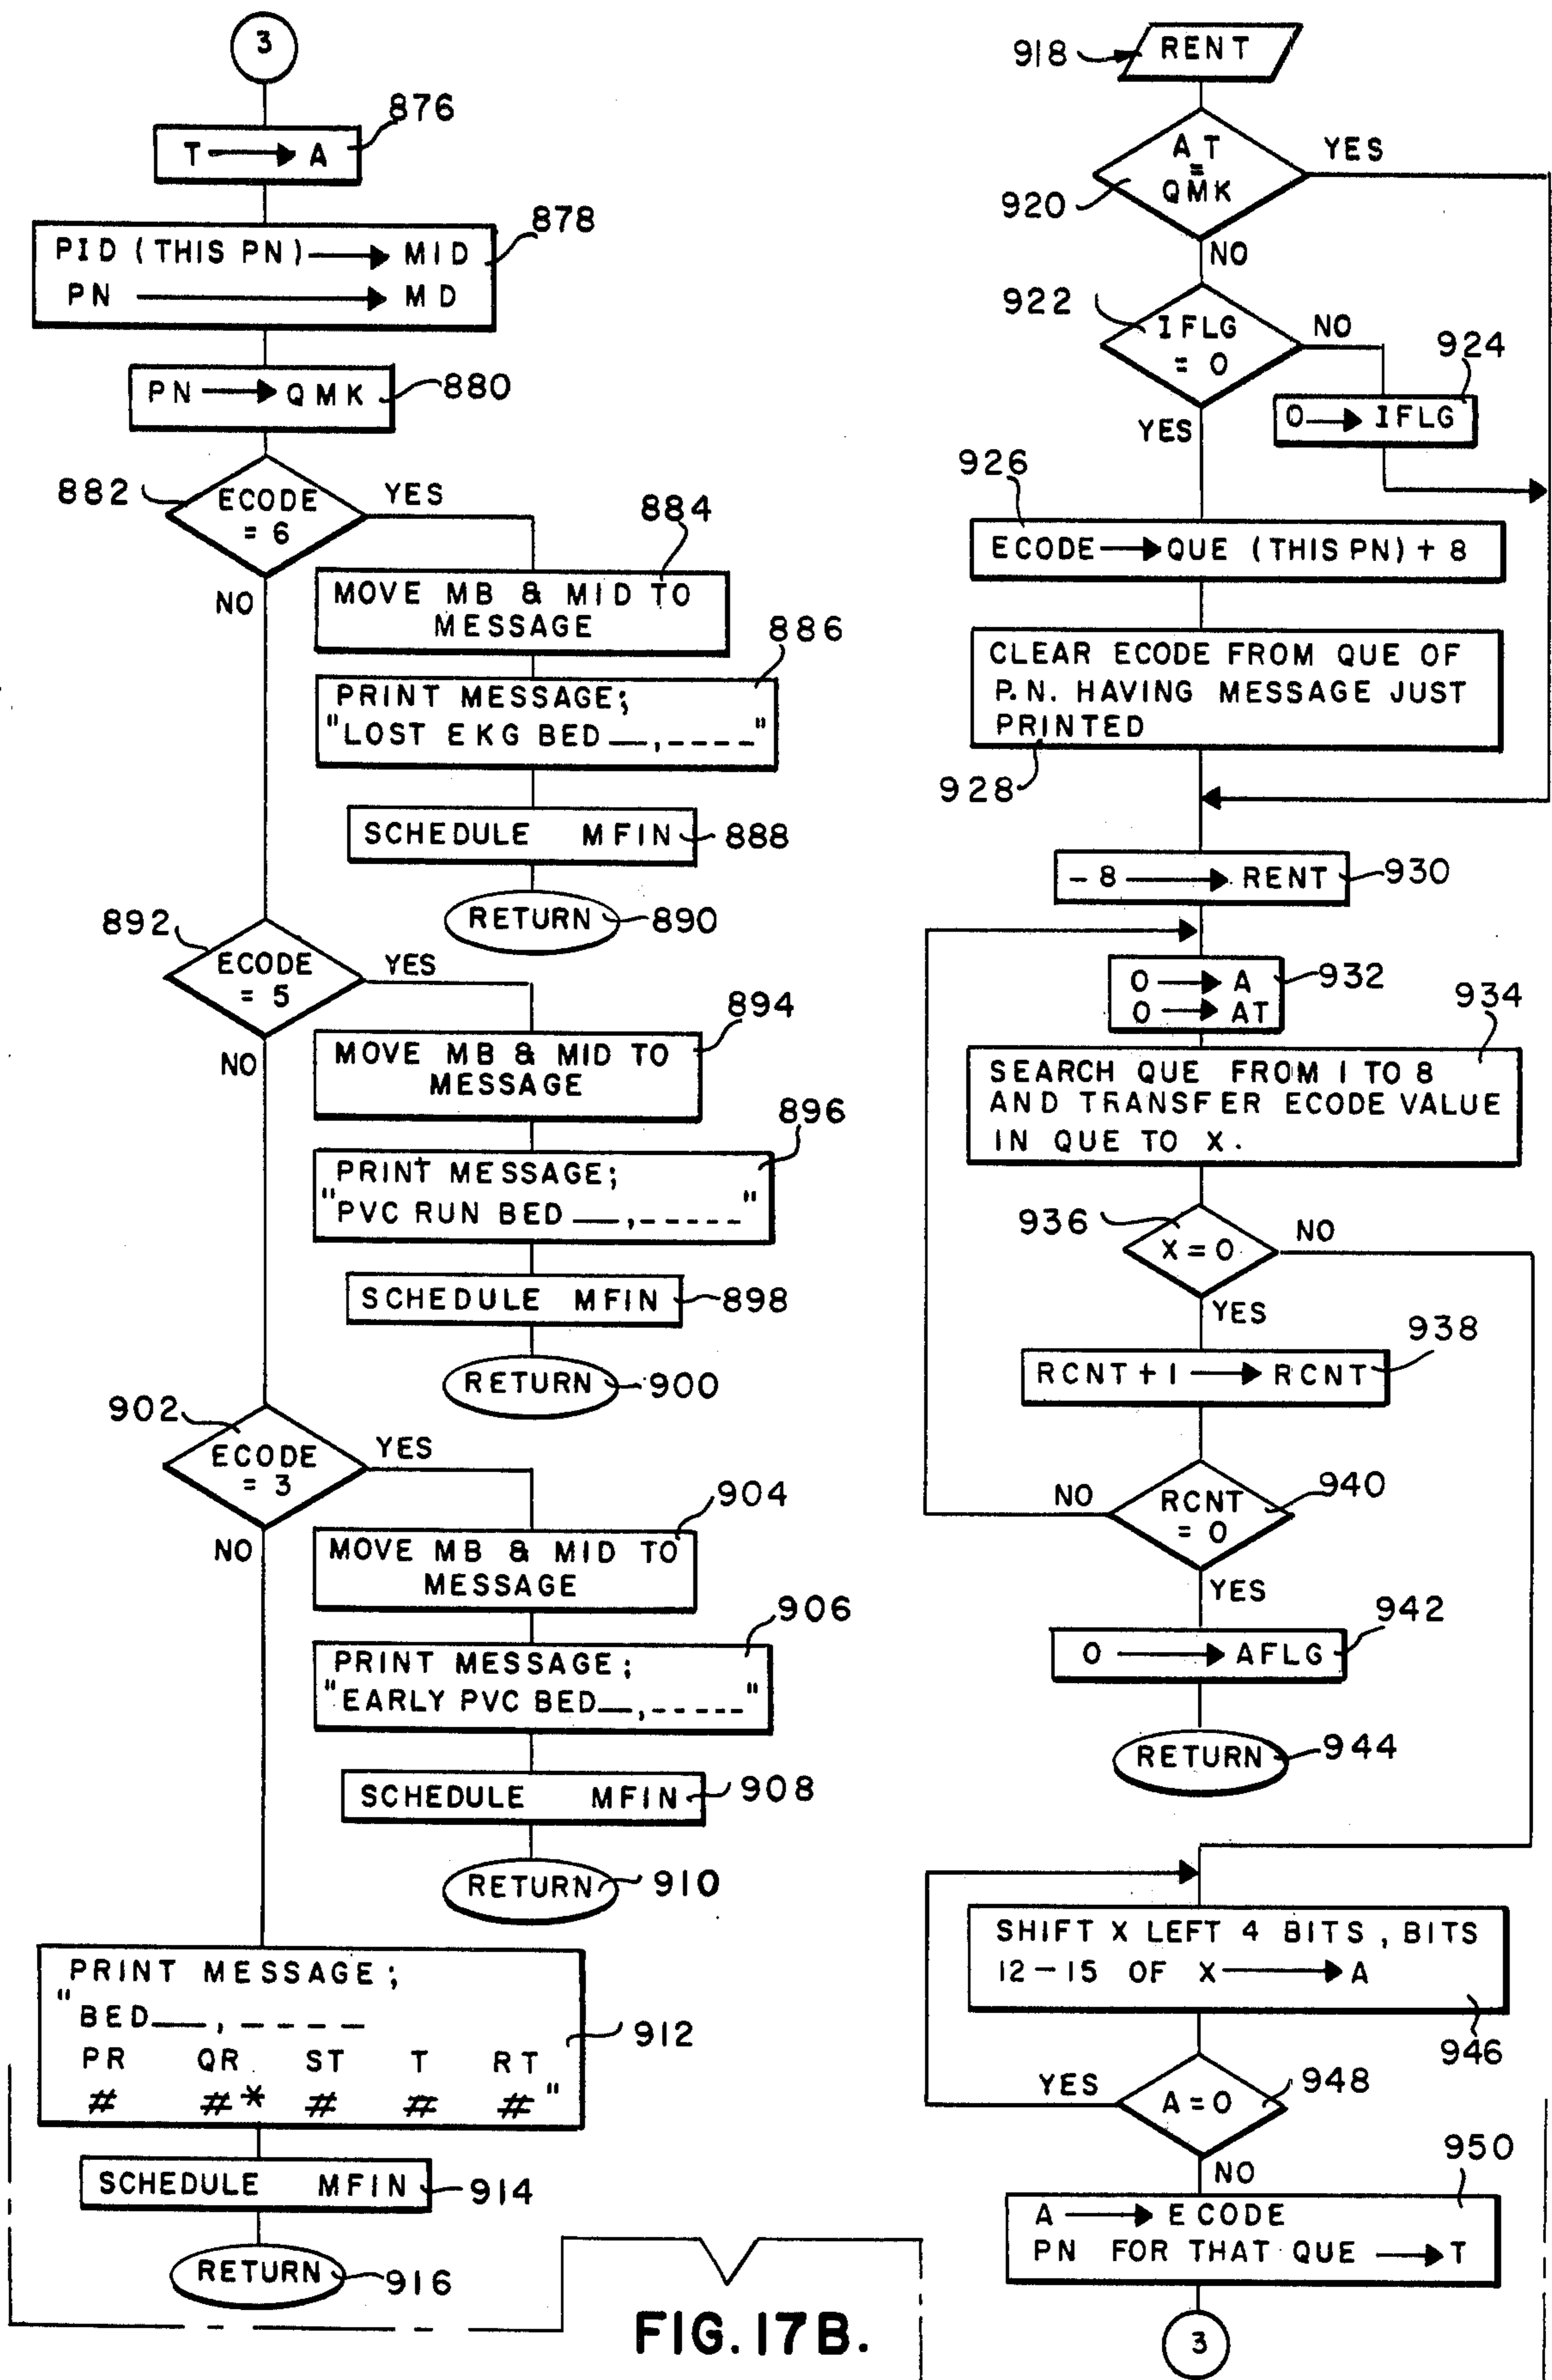 3
876
T → A
878
PID (THIS PN) → MID
PN → MD
PN → QMK
880
882
ECODE
= 6
YES
NO
884
MOVE MB & MID TO
MESSAGE
886
PRINT MESSAGE;
"LOST EKG BED __,----"
SCHEDULE MFIN
888
RETURN
890
892
ECODE
= 5
YES
NO
894
MOVE MB & MID TO
MESSAGE
896
PRINT MESSAGE;
"PVC RUN BED __,-----"
SCHEDULE MFIN
898
RETURN
900
902
ECODE
= 3
YES
NO
904
MOVE MB & MID TO
MESSAGE
906
PRINT MESSAGE;
"EARLY PVC BED__,-----"
SCHEDULE MFIN
908
RETURN
910
PRINT MESSAGE;
"BED__,----
PR QR ST T RT
# #* # # #"
912
SCHEDULE MFIN
914
RETURN
916
918
RENT
AT
=
QMK
920
YES
NO
922
IFLG
= 0
NO
YES
924
0 → IFLG
926
ECODE → QUE (THIS PN) + 8
CLEAR ECODE FROM QUE OF
P.N. HAVING MESSAGE JUST
PRINTED
928
-8 → RENT
930
0 → A
0 → AT
932
934
SEARCH QUE FROM 1 TO 8
AND TRANSFER ECODE VALUE
IN QUE TO X.
936
X = 0
NO
YES
938
RCNT + 1 → RCNT
RCNT
= 0
940
NO
YES
942
0 → AFLG
RETURN
944
SHIFT X LEFT 4 BITS, BITS
12-15 OF X → A
946
A = 0
948
YES
NO
950
A → ECODE
PN FOR THAT QUE → T
3
FIG. 17B.